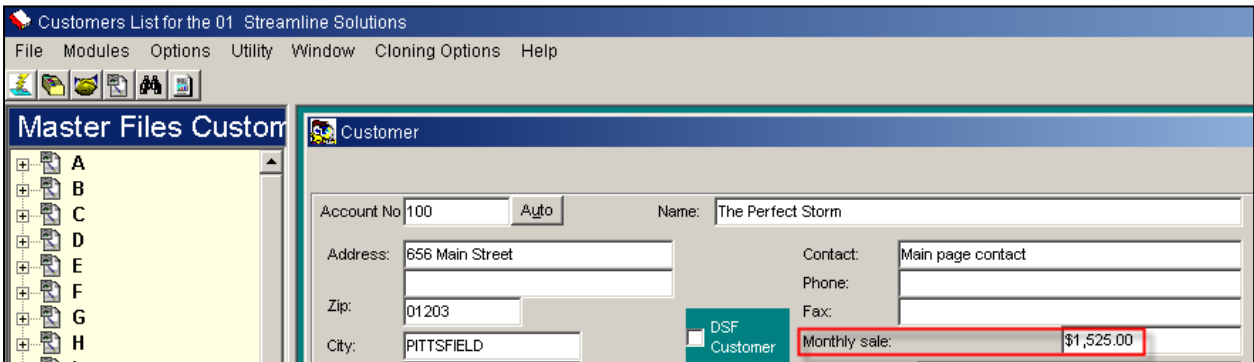 Customers List for the 01 Streamline Solutions
File Modules Options Utility Window Cloning Options Help
Master Files Custom
Customer
A
B
C
D
E
F
G
H
Account No 100 Auto Name: The Perfect Storm
Address: 656 Main Street Contact: Main page contact
Phone:
Zip: 01203 Fax:
DSF Customer
City: PITTSFIELD Monthly sale: $1,525.00